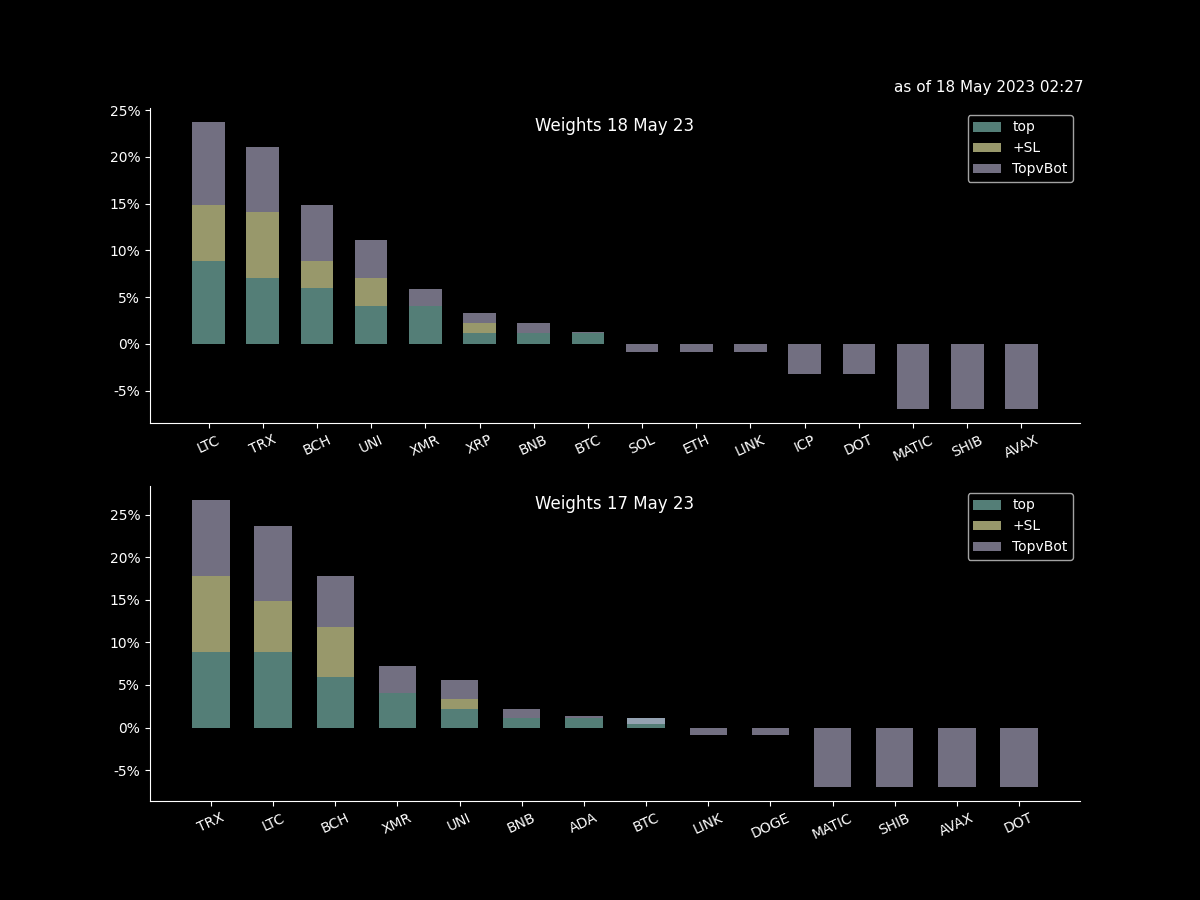 as of 18 May 2023 02:27
Weights 18 May 23
25%
20%
15%
10%
5%
0%
-5%
top
+SL
TopvBot
LTC TRX BCH UNI XMR XRP BNB BTC SOL ETH LINK ICP DOT MATIC SHIB AVAX
Weights 17 May 23
25%
20%
15%
10%
5%
0%
-5%
top
+SL
TopvBot
TRX LTC BCH XMR UNI BNB ADA BTC LINK DOGE MATIC SHIB AVAX DOT